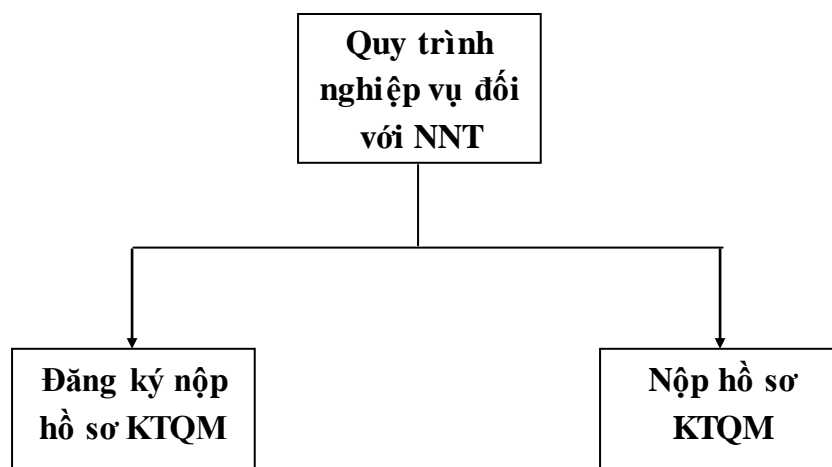 Quy trình
nghiệp vụ đối
với NNT
Đăng ký nộp
hồ sơ KTQM
Nộp hồ sơ
KTQM